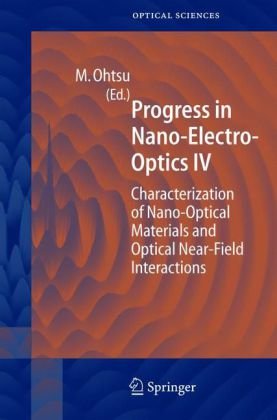 OPTICAL SCIENCES
M. Ohtsu
(Ed.)
Progress in
Nano-Electro-
Optics IV
Characterization
of Nano-Optical
Materials and
Optical Near-Field
Interactions
Springer